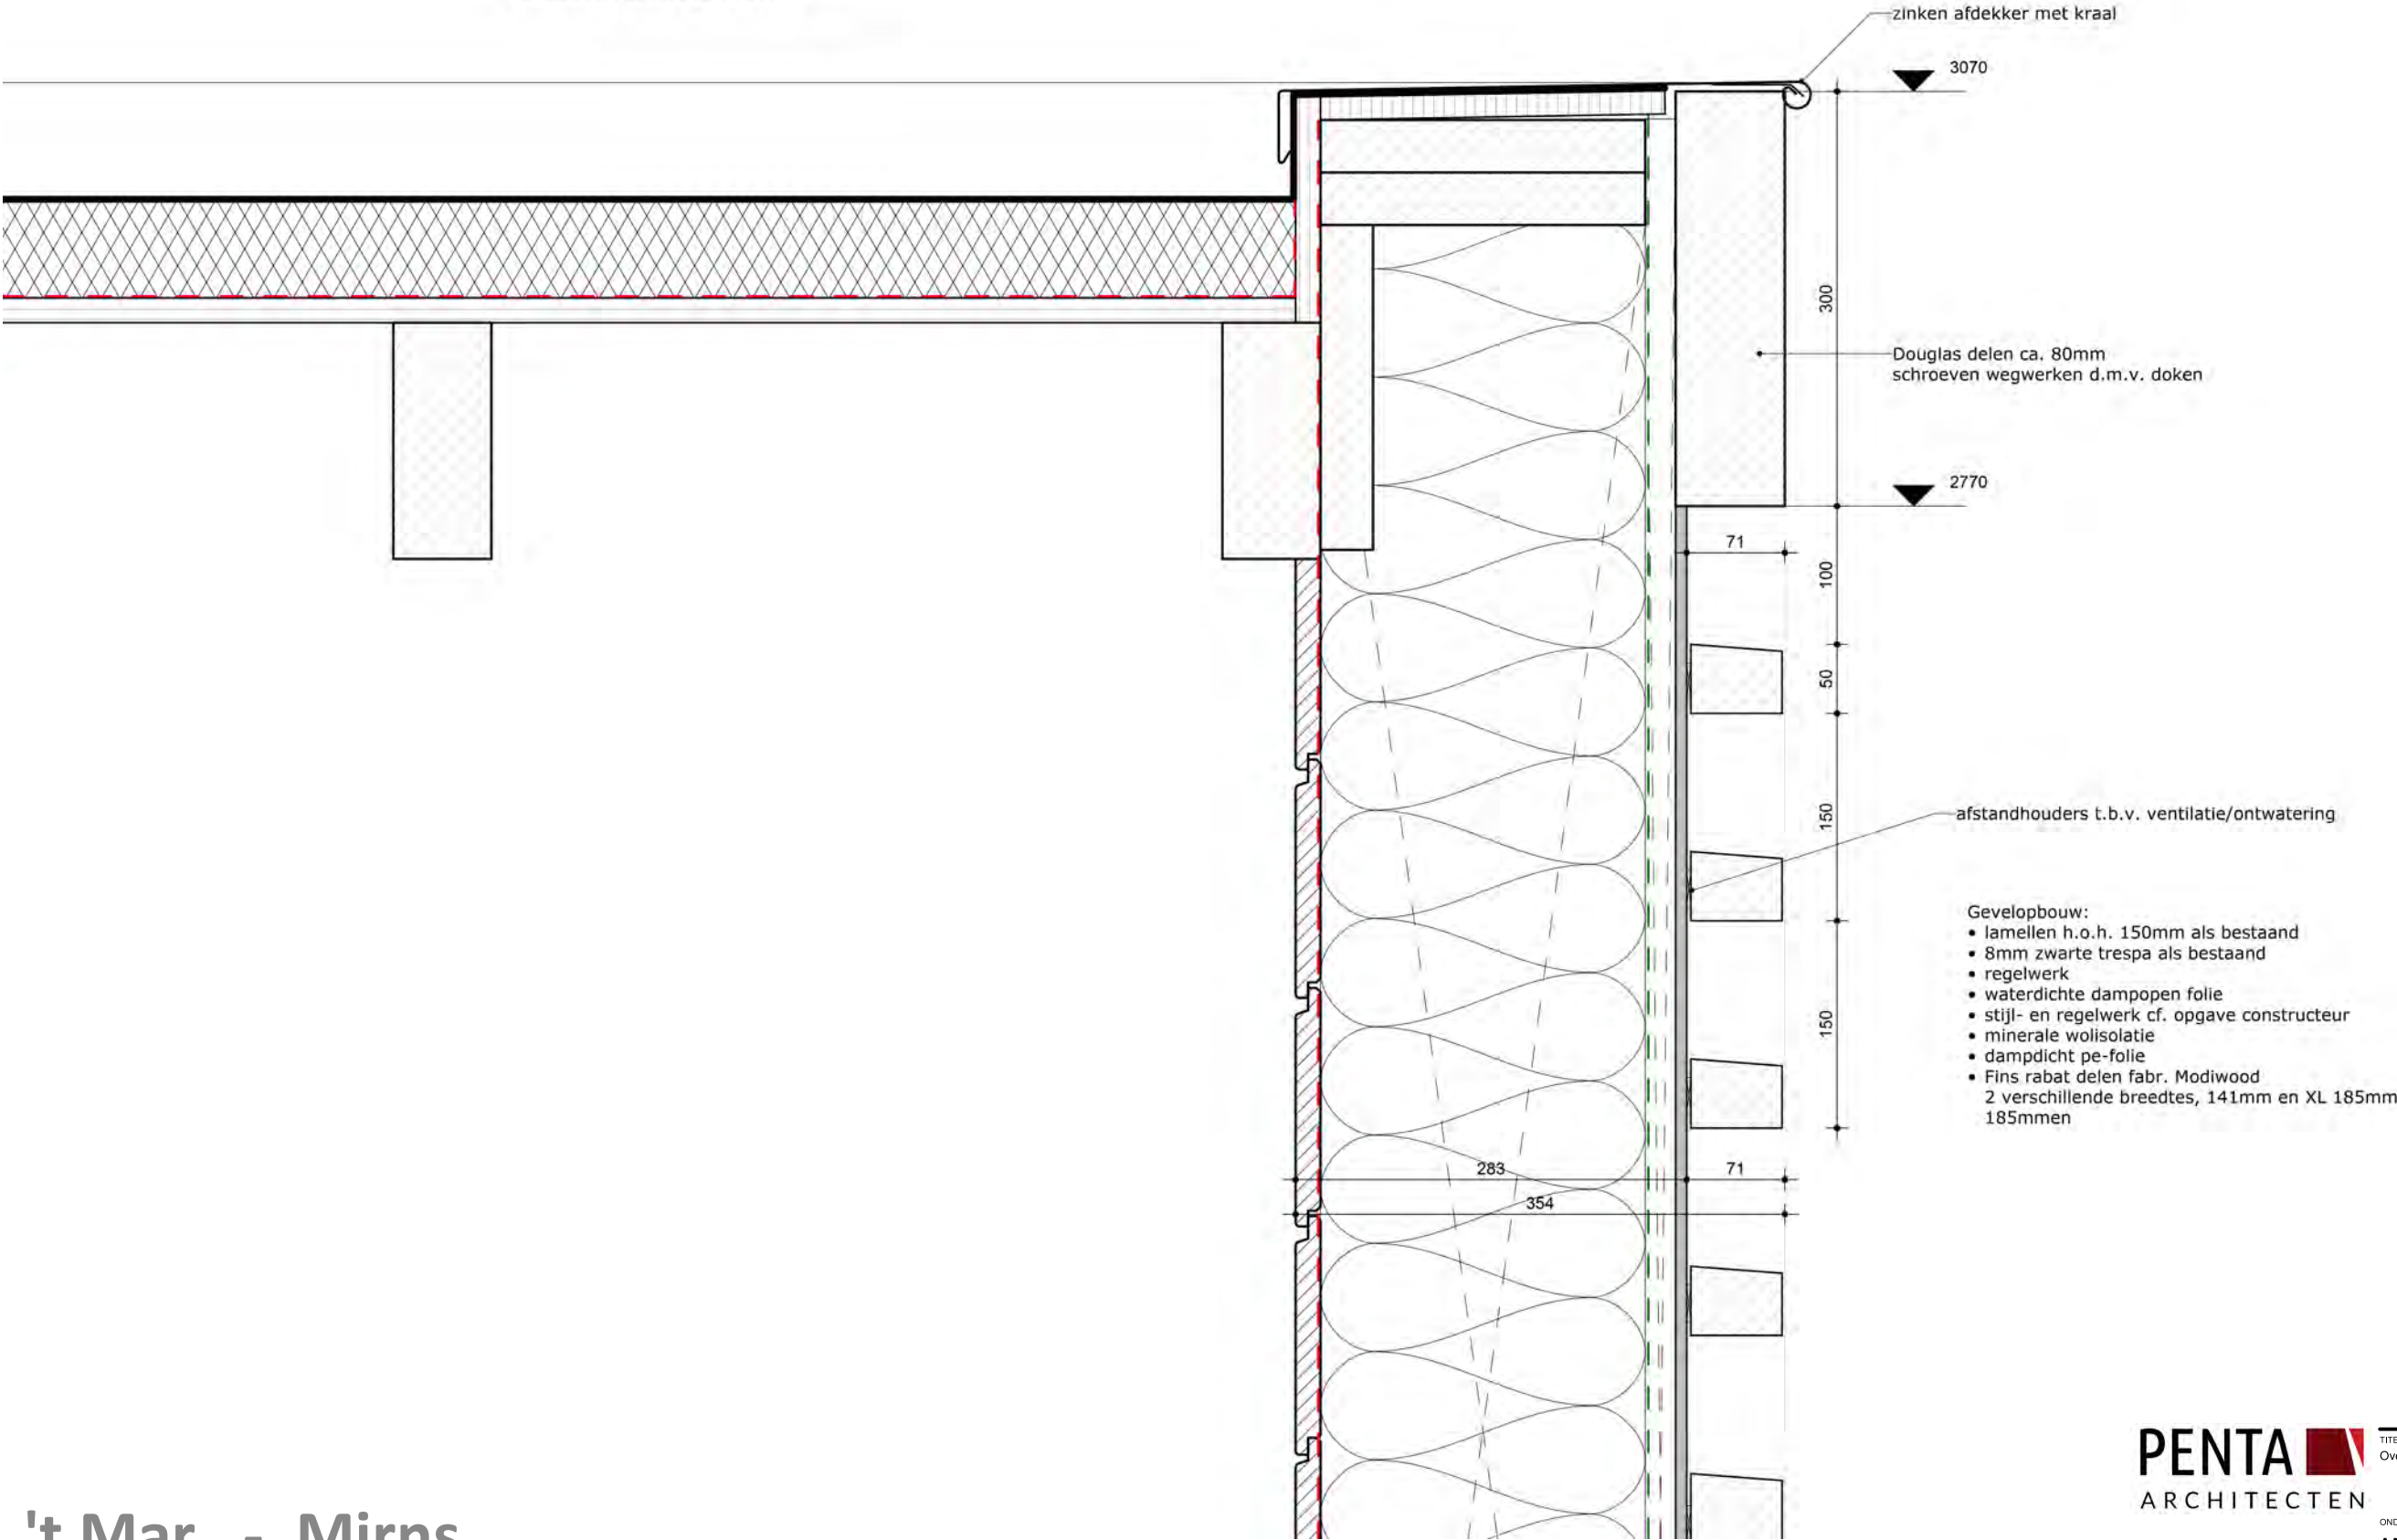 zinken afdekker met kraal
3070
300
Douglas delen ca. 80mm
schroeven wegwerken d.m.v. doken
2770
71
100
50
150
afstandhouders t.b.v. ventilatie/ontwatering
Gevelopbouw:
• lamellen h.o.h. 150mm als bestaand
• 8mm zwarte trespa als bestaand
• regelwerk
• waterdichte dampopen folie
• stijl- en regelwerk cf. opgave constructeur
• minerale wolisolatie
• dampdicht pe-folie
• Fins rabat delen fabr. Modiwood
2 verschillende breedtes, 141mm en XL 185mm
185mmen
150
283
71
354
PENTA
ARCHITECTEN
't Mar - Mirns